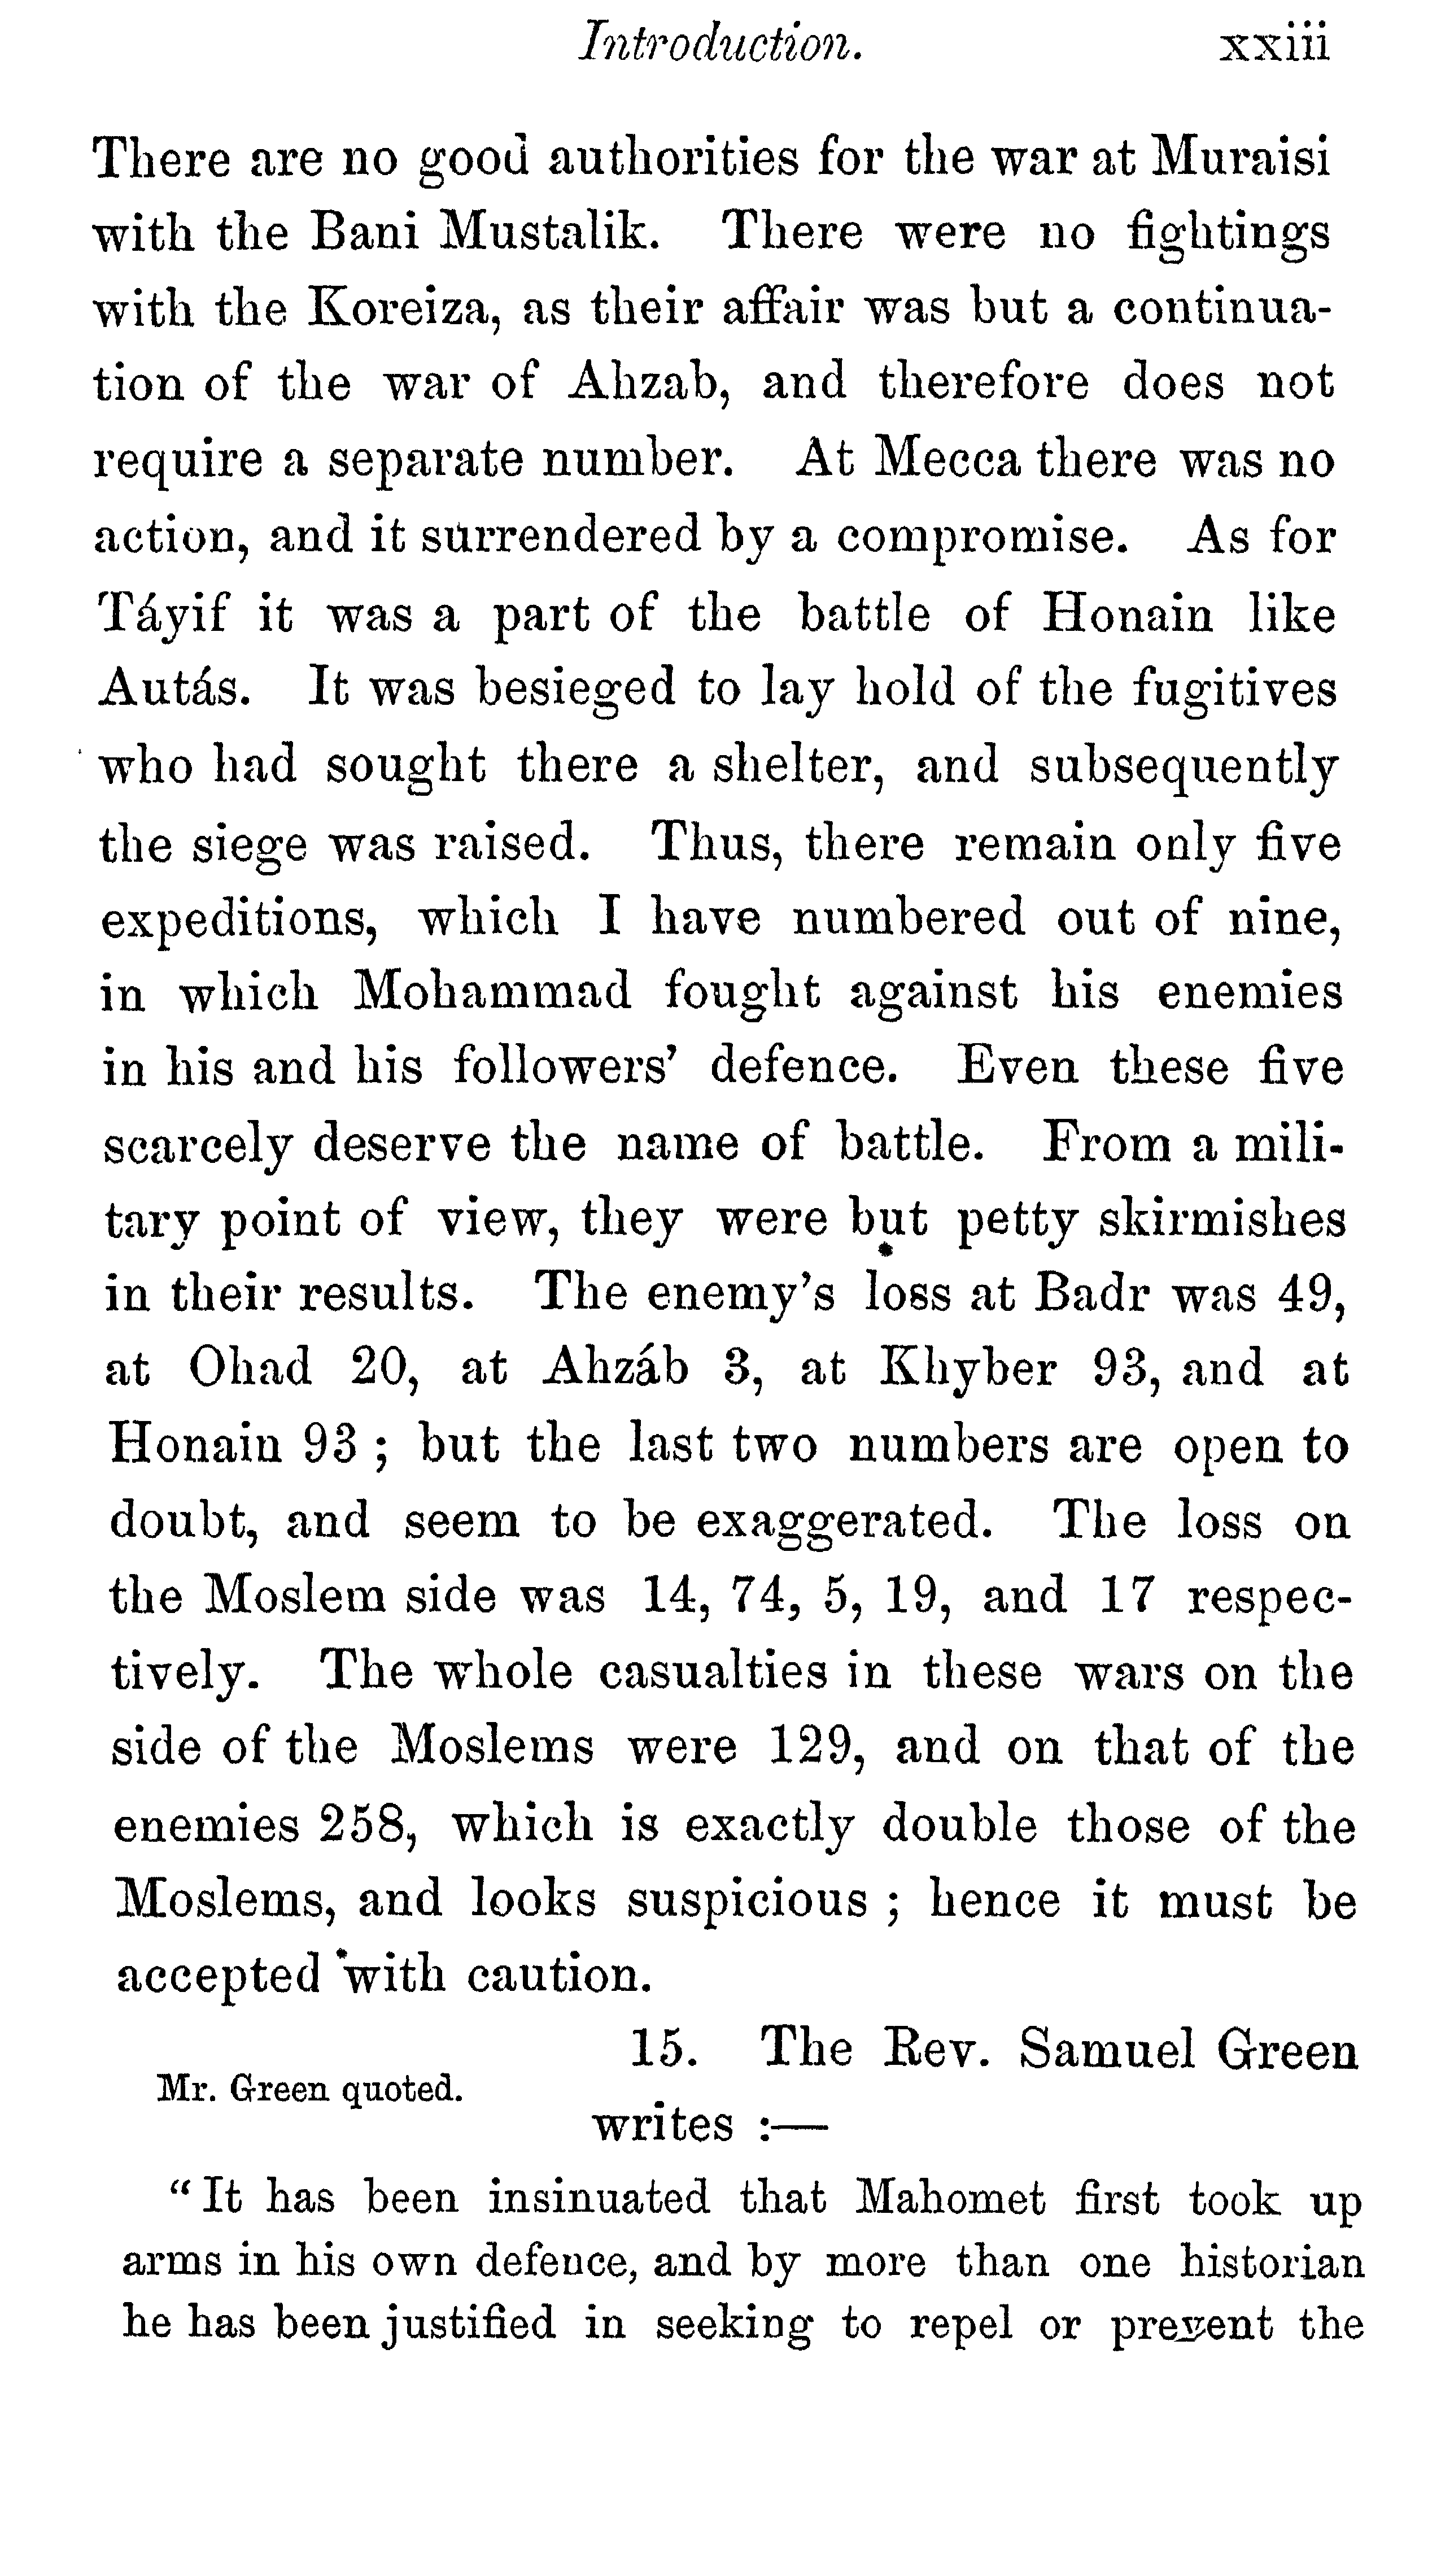 Introduction. xxiii
There are no good authorities for the war at Muraisi
with the Bani Mustalik. There were no fightings
with the Koreiza, as their affair was but a continua-
tion of the war of Ahzab, and therefore does not
require a separate number. At Mecca there was no
action, and it surrendered by a compromise. As for
Táyif it was a part of the battle of Honain like
Autás. It was besieged to lay hold of the fugitives
who had sought there a shelter, and subsequently
the siege was raised. Thus, there remain only five
expeditions, which I have numbered out of nine,
in which Mohammad fought against his enemies
in his and his followers' defence. Even these five
scarcely deserve the name of battle. From a mili-
tary point of view, they were but petty skirmishes
in their results. The enemy's loss at Badr was 49,
at Ohad 20, at Ahzáb 3, at Khyber 93, and at
Honain 93 ; but the last two numbers are open to
doubt, and seem to be exaggerated. The loss on
the Moslem side was 14, 74, 5, 19, and 17 respec-
tively. The whole casualties in these wars on the
side of the Moslems were 129, and on that of the
enemies 258, which is exactly double those of the
Moslems, and looks suspicious ; hence it must be
accepted with caution.
15. The Rev. Samuel Green
Mr. Green quoted.
writes :—
"It has been insinuated that Mahomet first took up
arms in his own defence, and by more than one historian
he has been justified in seeking to repel or prevent the